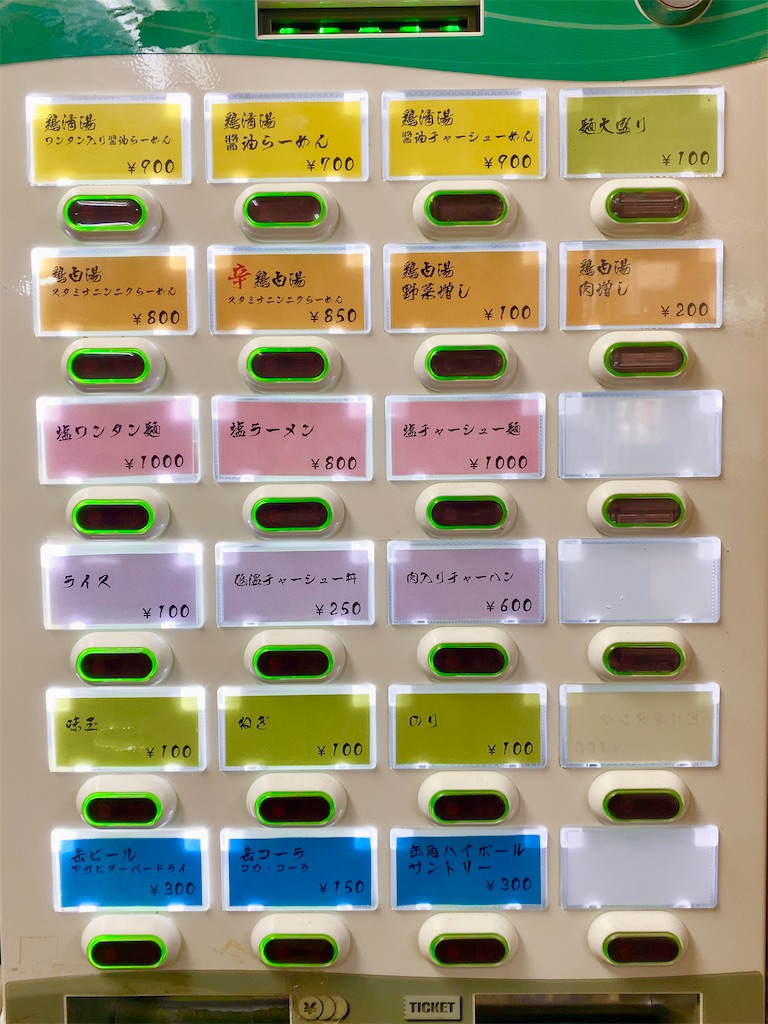 鶏清湯
ワンタン入り醤油らーめん
¥900
鶏清湯
醤油らーめん
¥700
鶏清湯
醤油チャーシューめん
¥900
麺大盛り
¥100
鶏白湯
スタミナニンニクらーめん
¥800
辛 鶏白湯
スタミナニンニクらーめん
¥850
鶏白湯
野菜増し
¥100
鶏白湯
肉増し
¥200
塩ワンタン麺
¥1000
塩ラーメン
¥800
塩チャーシュー麺
¥1000
ライス
¥100
低温チャーシュー丼
¥250
肉入りチャーハン
¥600
味玉
¥100
ねぎ
¥100
のり
¥100
缶ビール
アサヒスーパードライ
¥300
缶コーラ
コカ・コーラ
¥150
缶角ハイボール
サントリー
¥300
¥
TICKET